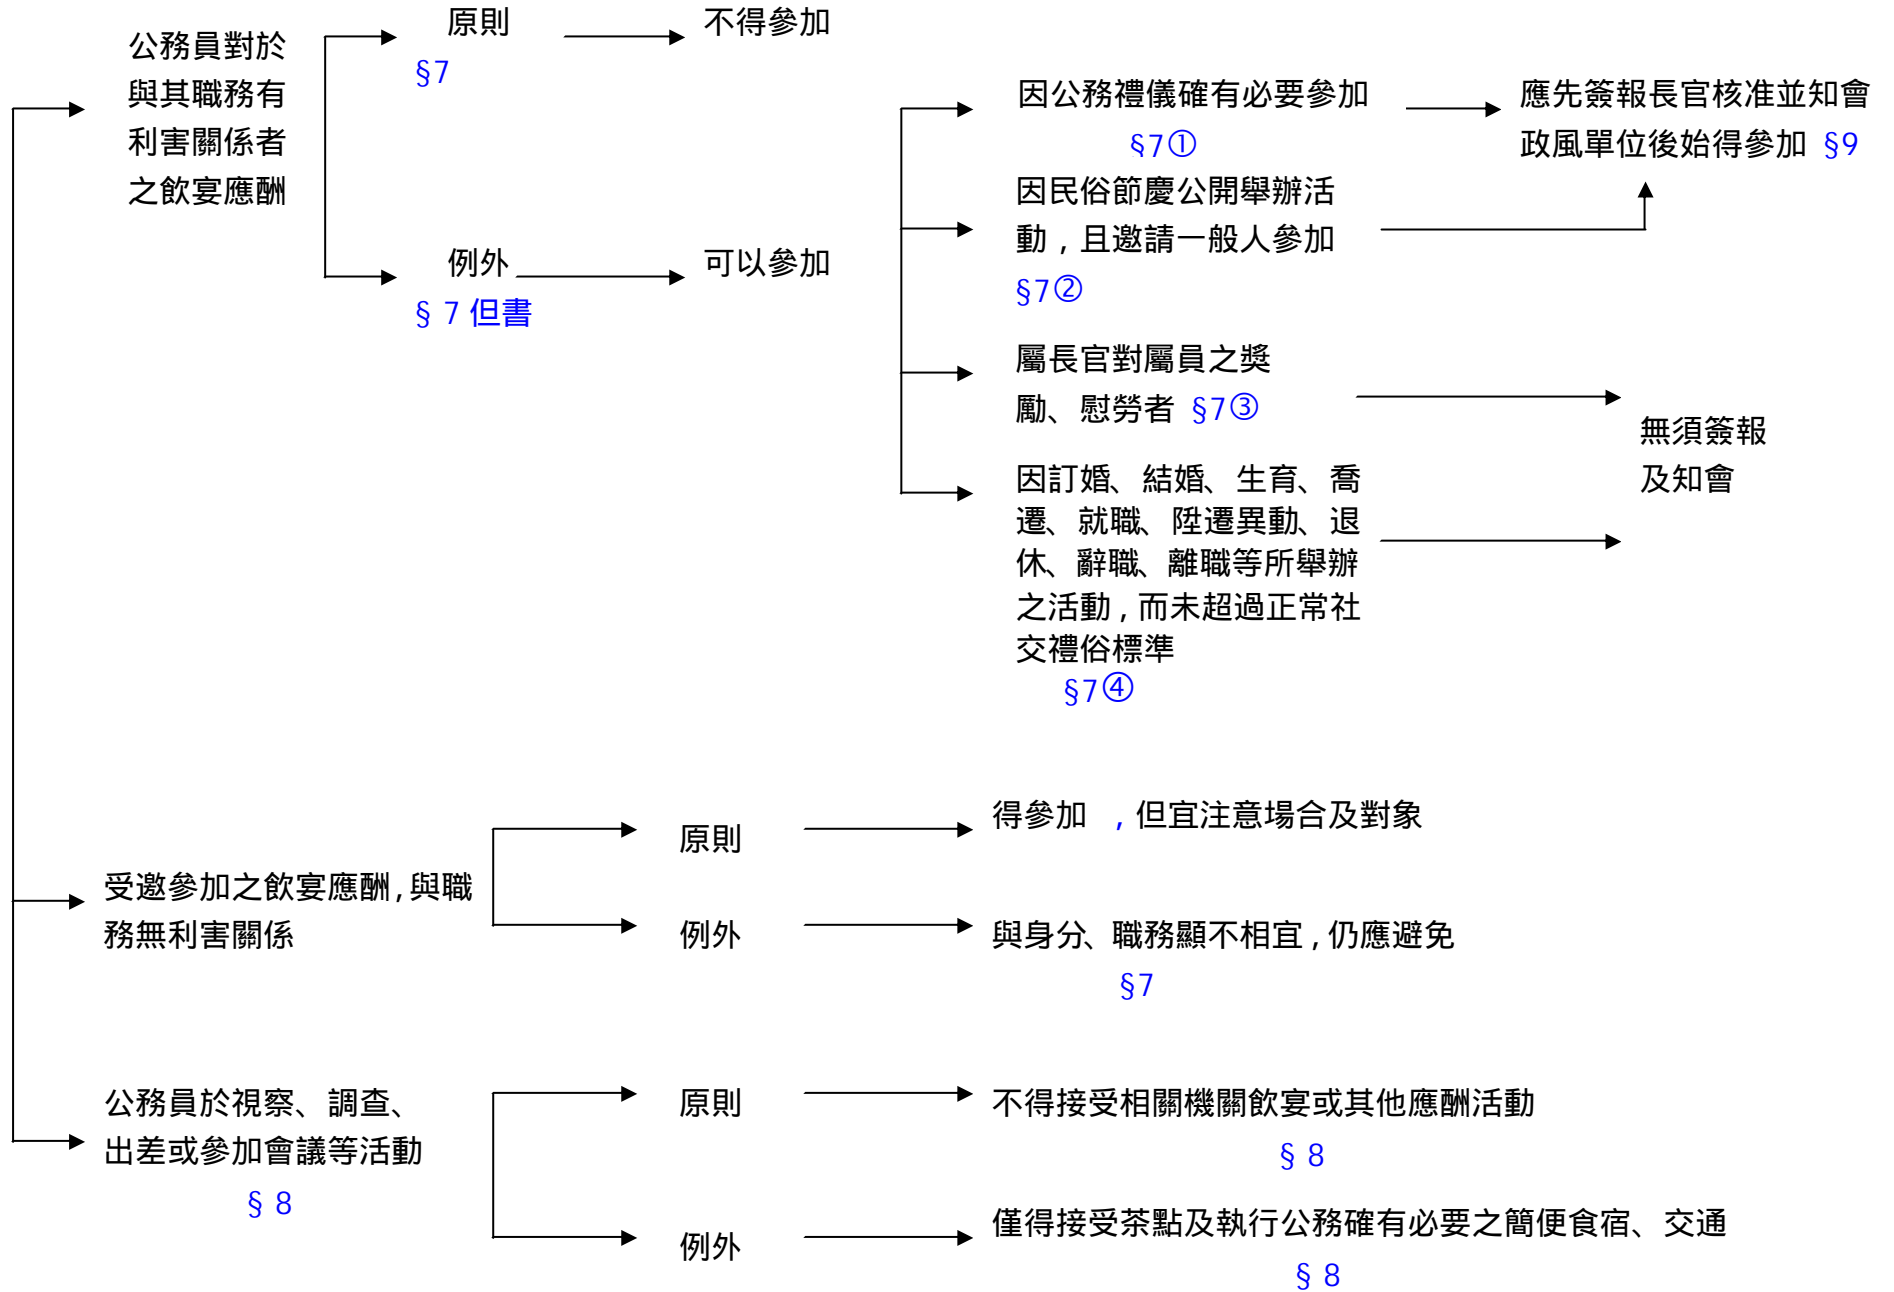 公務員對於
與其職務有
利害關係者
之飲宴應酬
原則
§7
不得參加
例外
§ 7 但書
可以參加
因公務禮儀確有必要參加
§7①
應先簽報長官核准並知會
政風單位後始得參加 §9
因民俗節慶公開舉辦活
動,且邀請一般人參加
§7②
屬長官對屬員之獎
勵、慰勞者 §7③
因訂婚、結婚、生育、喬
遷、就職、陞遷異動、退
休、辭職、離職等所舉辦
之活動,而未超過正常社
交禮俗標準
§7④
無須簽報
及知會
受邀參加之飲宴應酬,與職
務無利害關係
原則
得參加 ,但宜注意場合及對象
例外
與身分、職務顯不相宜,仍應避免
§7
公務員於視察、調查、
出差或參加會議等活動
§ 8
原則
不得接受相關機關飲宴或其他應酬活動
§ 8
例外
僅得接受茶點及執行公務確有必要之簡便食宿、交通
§ 8